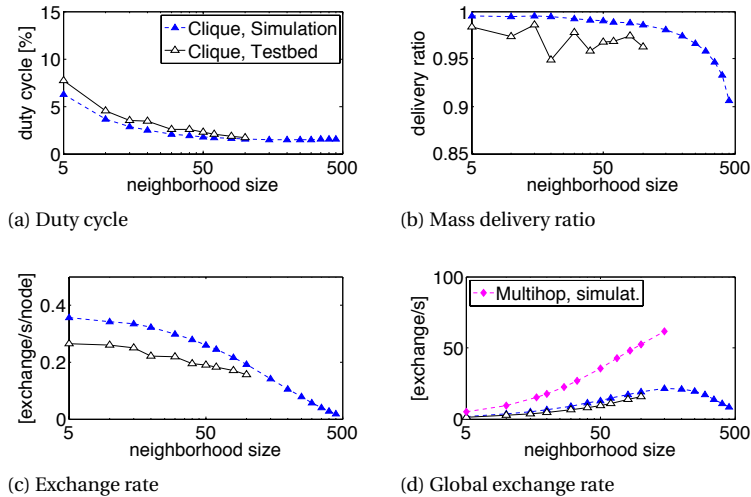 15
10
5
0
duty cycle [%]
Clique, Simulation
Clique, Testbed
5
50
500
neighborhood size
(a) Duty cycle
1
0.95
0.9
0.85
delivery ratio
5
50
500
neighborhood size
(b) Mass delivery ratio
0.4
0.2
0
[exchange/s/node]
5
50
500
neighborhood size
(c) Exchange rate
100
50
0
[exchange/s]
Multihop, simulat.
5
50
500
neighborhood size
(d) Global exchange rate